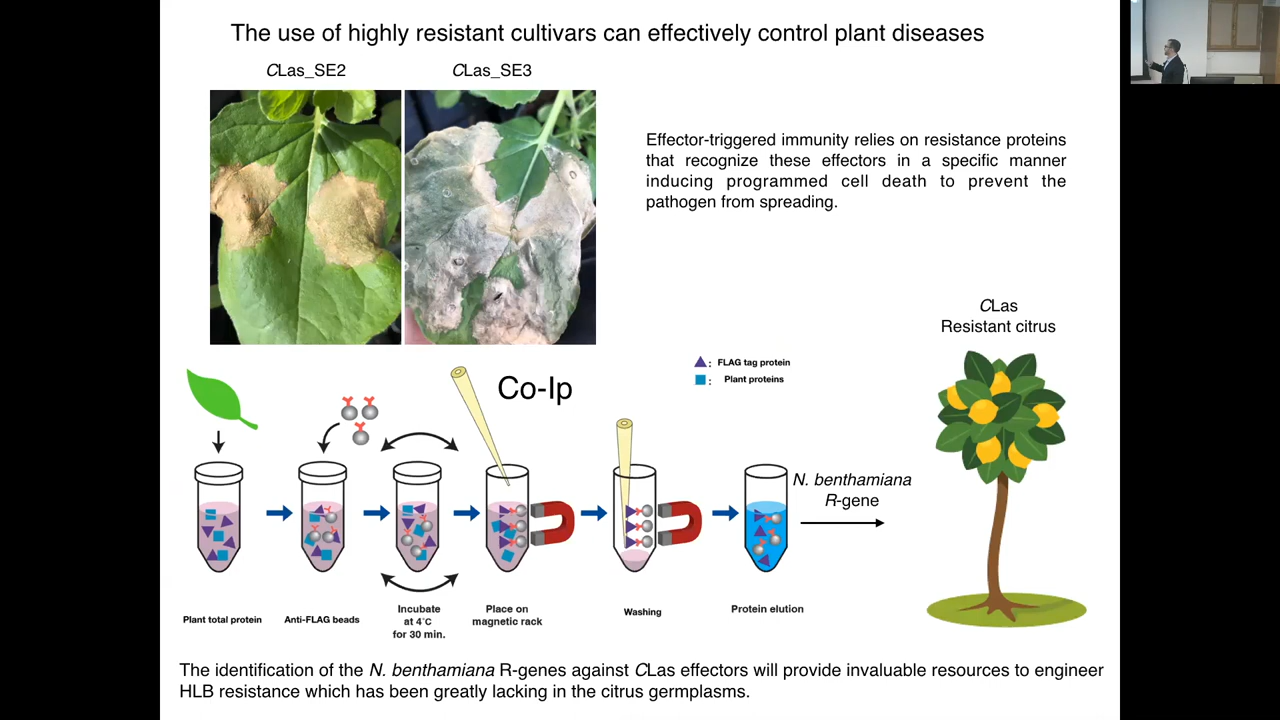 The use of highly resistant cultivars can effectively control plant diseases
CLas_SE2
CLas_SE3
Effector-triggered immunity relies on resistance proteins
that recognize these effectors in a specific manner
inducing programmed cell death to prevent the
pathogen from spreading.
CLas
Resistant citrus
Co-Ip
: FLAG tag protein
: Plant proteins
N. benthamiana
R-gene
Plant total protein
Anti-FLAG beads
Incubate
at 4°C
for 30 min.
Place on
magnetic rack
Washing
Protein elution
The identification of the N. benthamiana R-genes against CLas effectors will provide invaluable resources to engineer
HLB resistance which has been greatly lacking in the citrus germplasms.